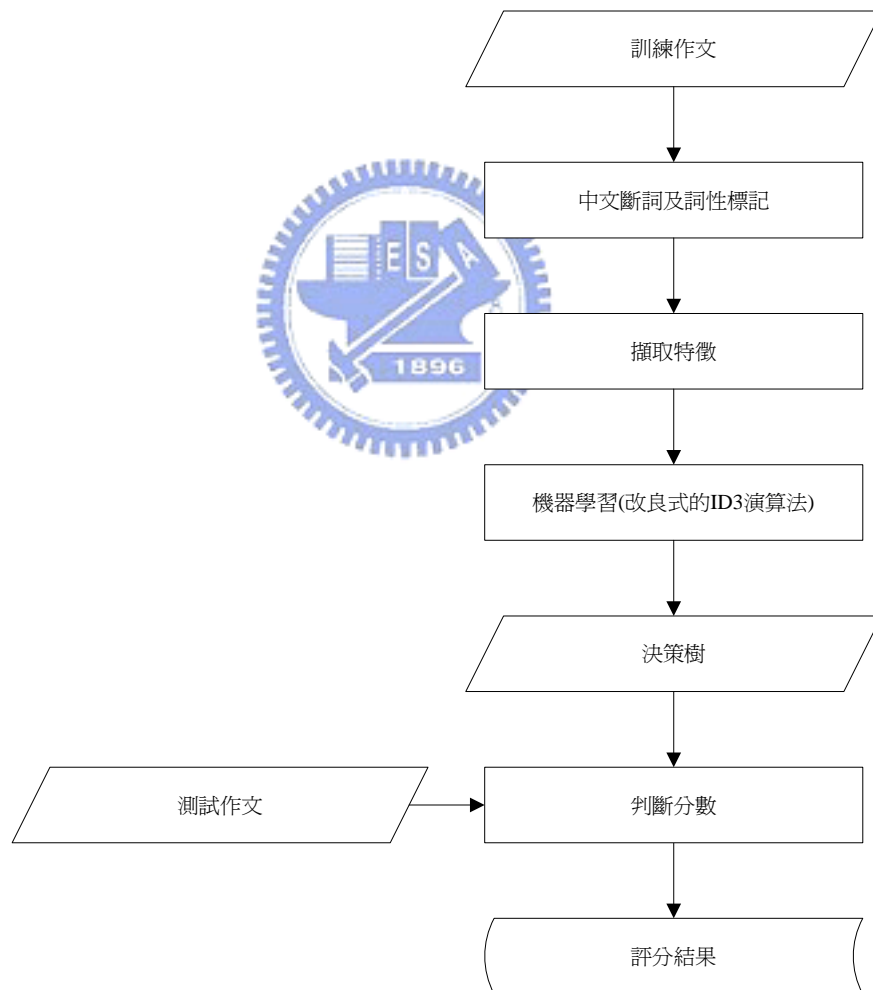 訓練作文
中文斷詞及詞性標記
E S A
擷取特徵
1896
機器學習(改良式的ID3演算法)
決策樹
測試作文
判斷分數
評分結果